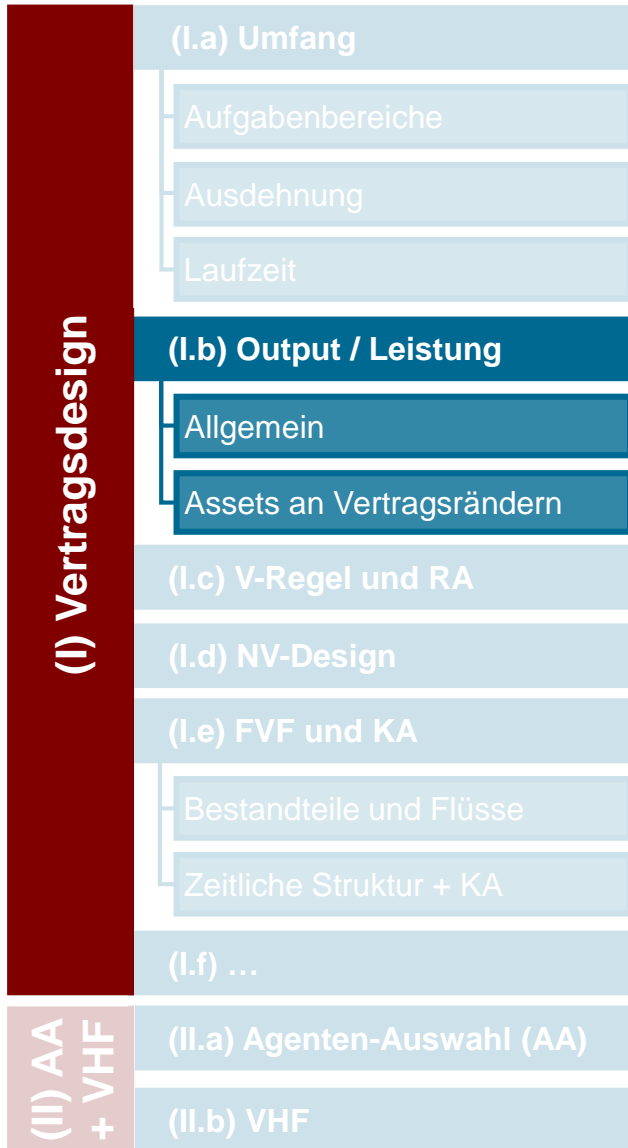 (I) Vertragsdesign
(I.a) Umfang
Aufgabenbereiche
Ausdehnung
Laufzeit
(I.b) Output / Leistung
Allgemein
Assets an Vertragsrändern
(I.c) V-Regel und RA
(I.d) NV-Design
(I.e) FVF und KA
Bestandteile und Flüsse
Zeitliche Struktur + KA
(I.f) …
(II) AA
+ VHF
(II.a) Agenten-Auswahl (AA)
(II.b) VHF